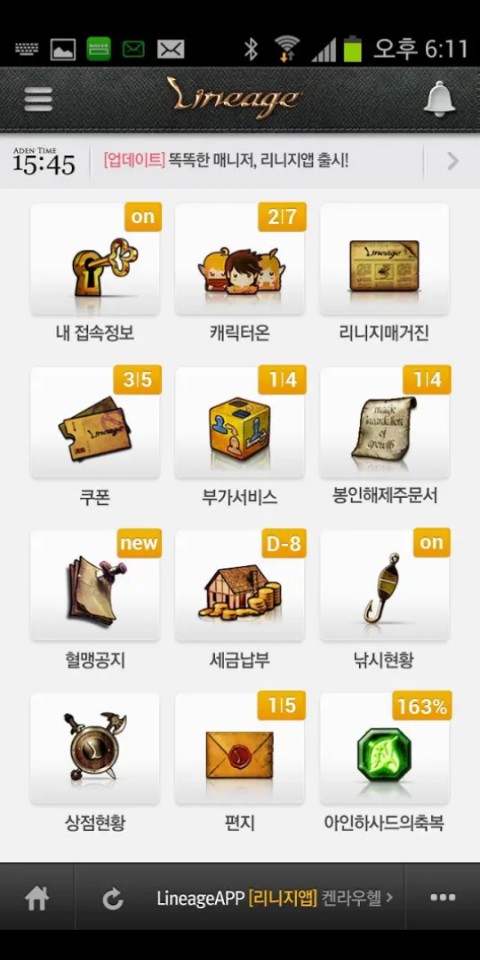 오후 6:11
Lineage
ADEN TIME
15:45
[업데이트] 똑똑한 매니저, 리니지앱 출시!
on
2|7
Lineage
내 접속정보
캐릭터온
리니지매거진
3|5
1|4
1|4
Lineage
쿠폰
부가서비스
봉인해제주문서
new
D-8
on
혈맹공지
세금납부
낚시현황
1|5
163%
상점현황
편지
아인하사드의축복
LineageAPP [리니지앱] 켄라우헬 >